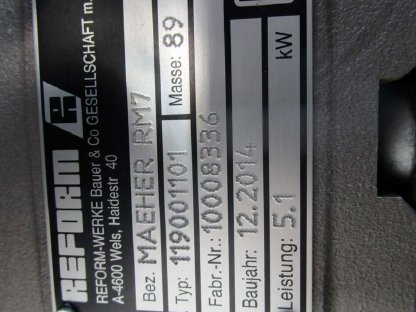 REFORM
REFORM-WERKE Bauer & Co GESELLSCHAFT m.
A-4600 Wels, Haidestr 40
Bez. MAEHER RM7
Typ: 119001101 Masse: 89
Fabr.-Nr.: 10008336
Baujahr: 12.2014
Leistung: 5.1 kW